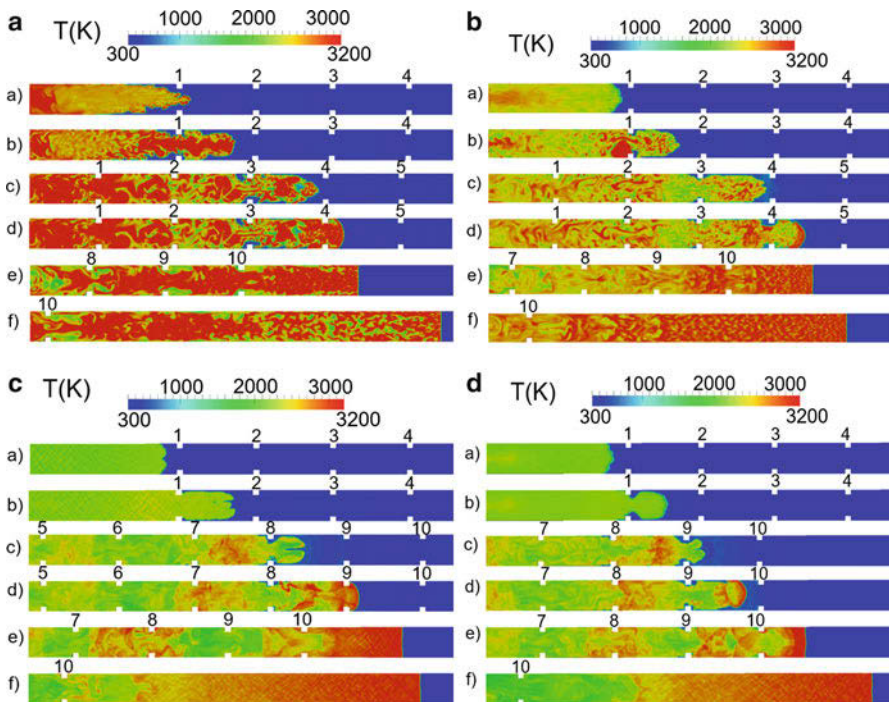 a
T(K)
1000 2000 3000
300 3200
1 2 3 4
a)
1 2 3 4
b)
1 2 3 4 5
c)
1 2 3 4 5
d)
8 9 10
e)
10
f)
b
T(K)
1000 2000 3000
300 3200
1 2 3 4
a)
1 2 3 4
b)
1 2 3 4 5
c)
1 2 3 4 5
d)
7 8 9 10
e)
10
f)
c
T(K)
1000 2000 3000
300 3200
1 2 3 4
a)
1 2 3 4
b)
5 6 7 8 9 10
c)
5 6 7 8 9 10
d)
7 8 9 10
e)
10
f)
d
T(K)
1000 2000 3000
300 3200
1 2 3 4
a)
1 2 3 4
b)
7 8 9 10
c)
7 8 9 10
d)
7 8 9 10
e)
10
f)